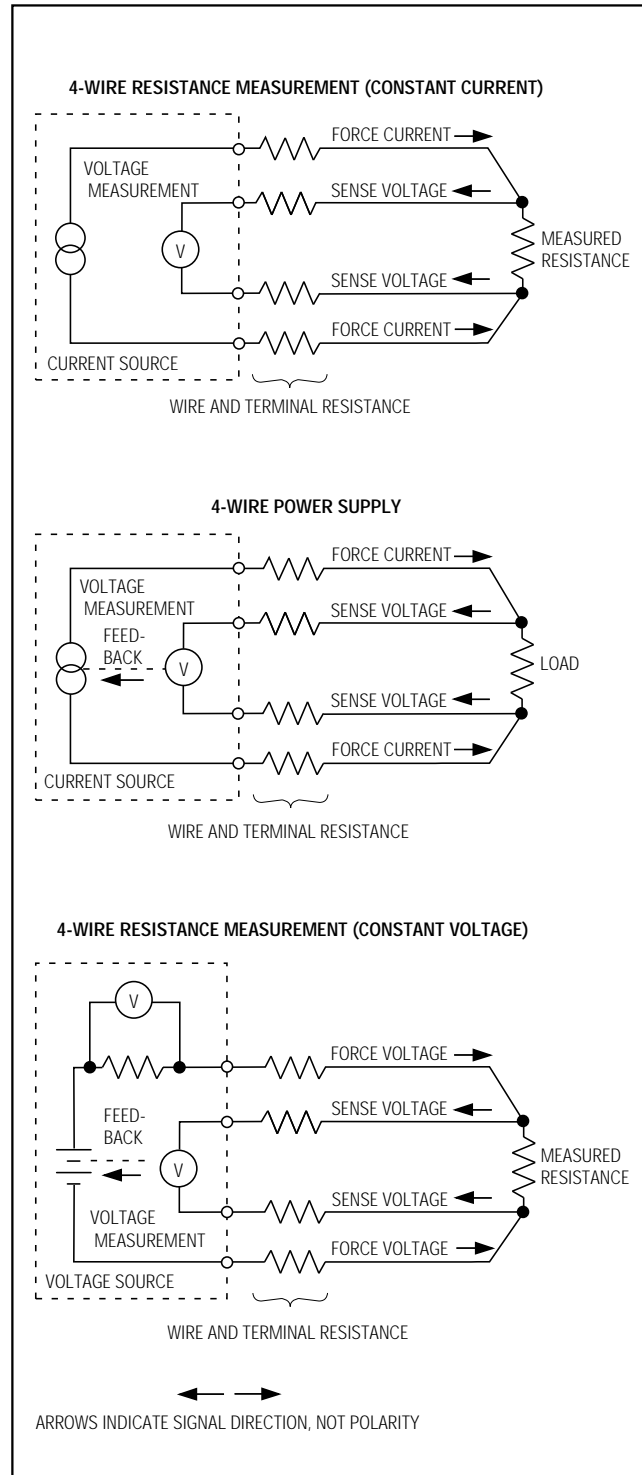 4-WIRE RESISTANCE MEASUREMENT (CONSTANT CURRENT)
FORCE CURRENT
VOLTAGE
MEASUREMENT
SENSE VOLTAGE
V
MEASURED
RESISTANCE
SENSE VOLTAGE
FORCE CURRENT
CURRENT SOURCE
WIRE AND TERMINAL RESISTANCE
4-WIRE POWER SUPPLY
FORCE CURRENT
VOLTAGE
MEASUREMENT
SENSE VOLTAGE
FEED-
BACK
V
LOAD
SENSE VOLTAGE
FORCE CURRENT
CURRENT SOURCE
WIRE AND TERMINAL RESISTANCE
4-WIRE RESISTANCE MEASUREMENT (CONSTANT VOLTAGE)
V
FORCE VOLTAGE
SENSE VOLTAGE
FEED-
BACK
V
MEASURED
RESISTANCE
SENSE VOLTAGE
VOLTAGE
MEASUREMENT
FORCE VOLTAGE
VOLTAGE SOURCE
WIRE AND TERMINAL RESISTANCE
ARROWS INDICATE SIGNAL DIRECTION, NOT POLARITY